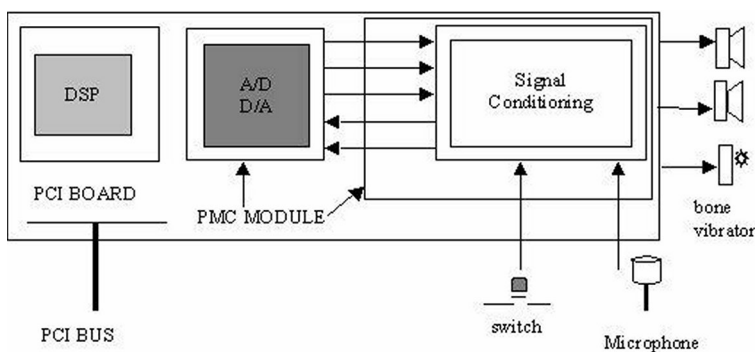 DSP
A/D
D/A
Signal
Conditioning
PCI BOARD
PMC MODULE
bone
vibrator
PCI BUS
switch
Microphone